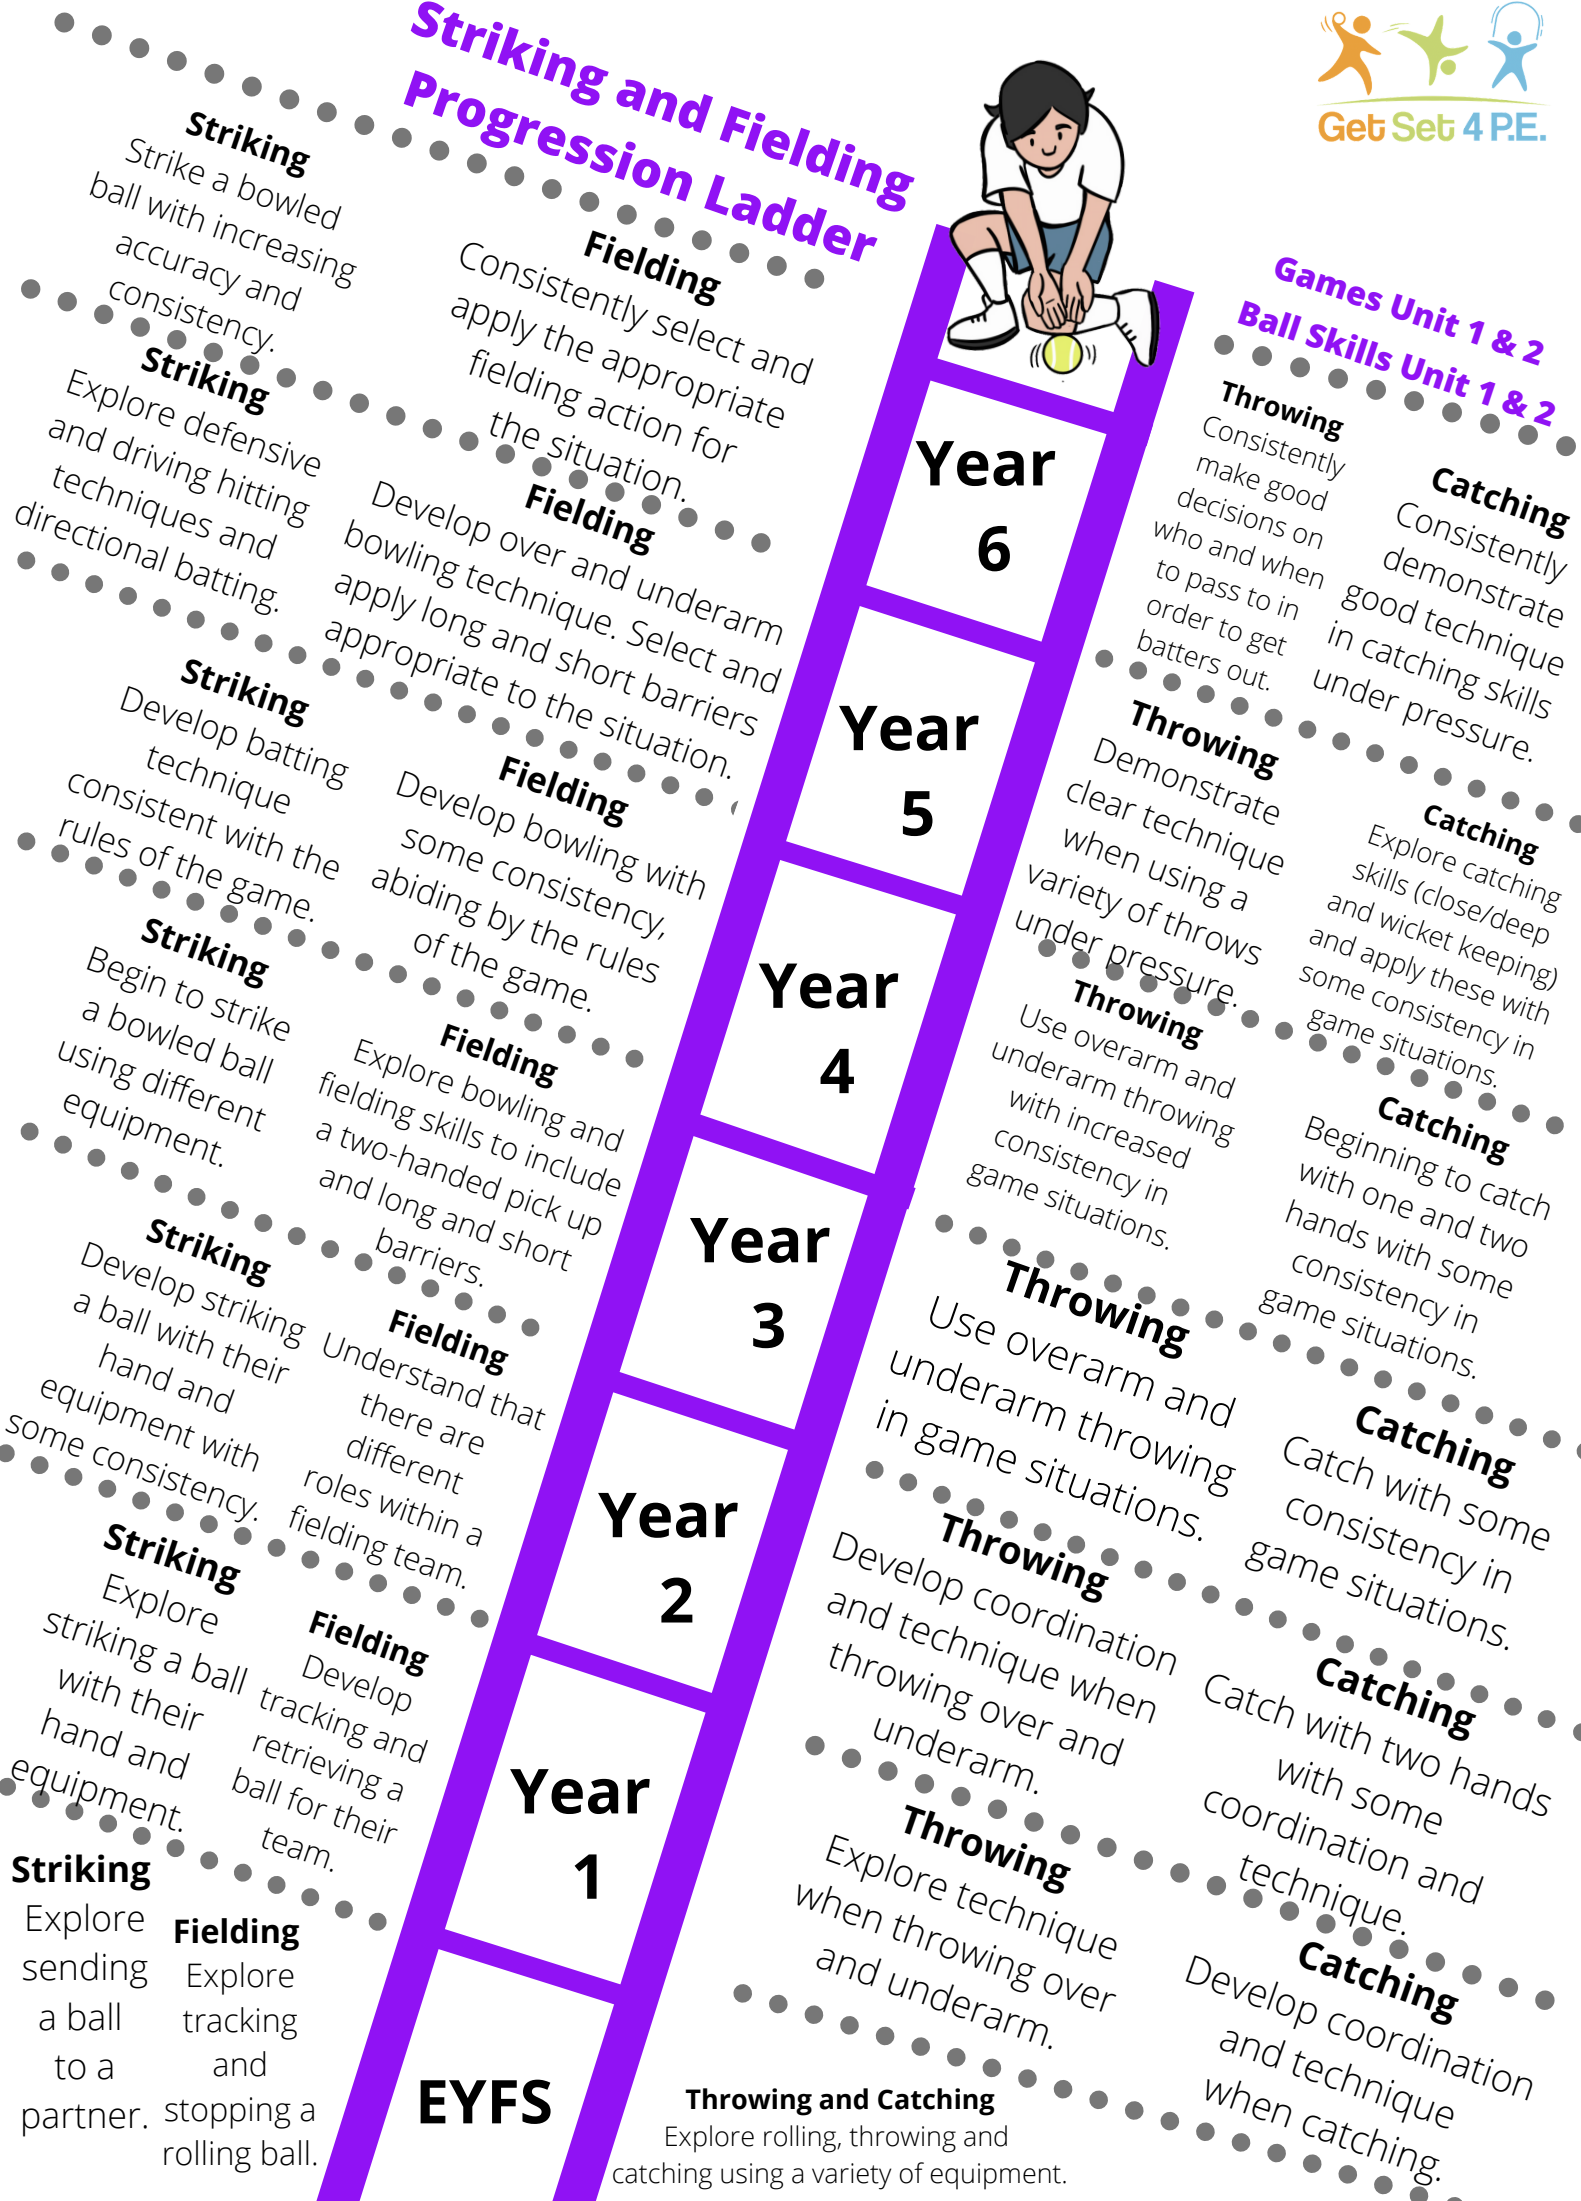 Striking and Fielding
Progression Ladder
Get Set 4 P.E.
Games Unit 1 & 2
Ball Skills Unit 1 & 2
Striking
Strike a bowled
ball with increasing
accuracy and
consistency.
Fielding
Consistently select and
apply the appropriate
fielding action for
the situation.
Year
6
Throwing
Consistently
make good
decisions on
who and when
to pass to in
order to get
batters out.
Catching
Consistently
demonstrate
good technique
in catching skills
under pressure.
Striking
Explore defensive
and driving hitting
techniques and
directional batting.
Fielding
Develop over and underarm
bowling technique. Select and
apply long and short barriers
appropriate to the situation.
Year
5
Throwing
Demonstrate
clear technique
when using a
variety of throws
under pressure.
Catching
Explore catching
skills (close/deep
and wicket keeping)
and apply these with
some consistency in
game situations.
Striking
Develop batting
technique
consistent with the
rules of the game.
Fielding
Develop bowling with
some consistency,
abiding by the rules
of the game.
Year
4
Throwing
Use overarm and
underarm throwing
with increased
consistency in
game situations.
Catching
Beginning to catch
with one and two
hands with some
consistency in
game situations.
Striking
Begin to strike
a bowled ball
using different
equipment.
Fielding
Explore bowling and
fielding skills to include
a two-handed pick up
and long and short
barriers.
Year
3
Throwing
Use overarm and
underarm throwing
in game situations.
Catching
Catch with some
consistency in
game situations.
Striking
Develop striking
a ball with their
hand and
equipment with
some consistency.
Fielding
Understand that
there are
different
roles within a
fielding team.
Year
2
Throwing
Develop coordination
and technique when
throwing over and
underarm.
Catching
Catch with two hands
with some
coordination and
technique.
Striking
Explore
striking a ball
with their
hand and
equipment.
Fielding
Develop
tracking and
retrieving a
ball for their
team.
Year
1
Throwing
Explore technique
when throwing over
and underarm.
Catching
Develop coordination
and technique
when catching.
Striking
Explore
sending
a ball
to a
partner.
Fielding
Explore
tracking
and
stopping a
rolling ball.
EYFS
Throwing and Catching
Explore rolling, throwing and
catching using a variety of equipment.